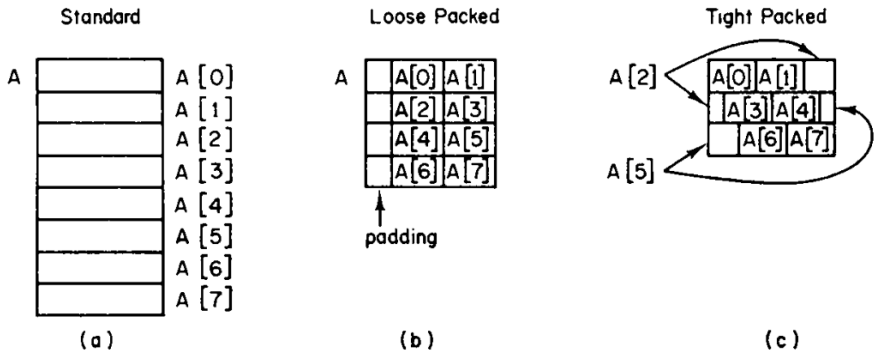 Standard
A
A [0]
A [1]
A [2]
A [3]
A [4]
A [5]
A [6]
A [7]
(a)
Loose Packed
A
A[0] A[1]
A[2] A[3]
A[4] A[5]
A[6] A[7]
padding
(b)
Tight Packed
A[2]
A[0] A[1]
A[3] A[4]
A[6] A[7]
A[5]
(c)